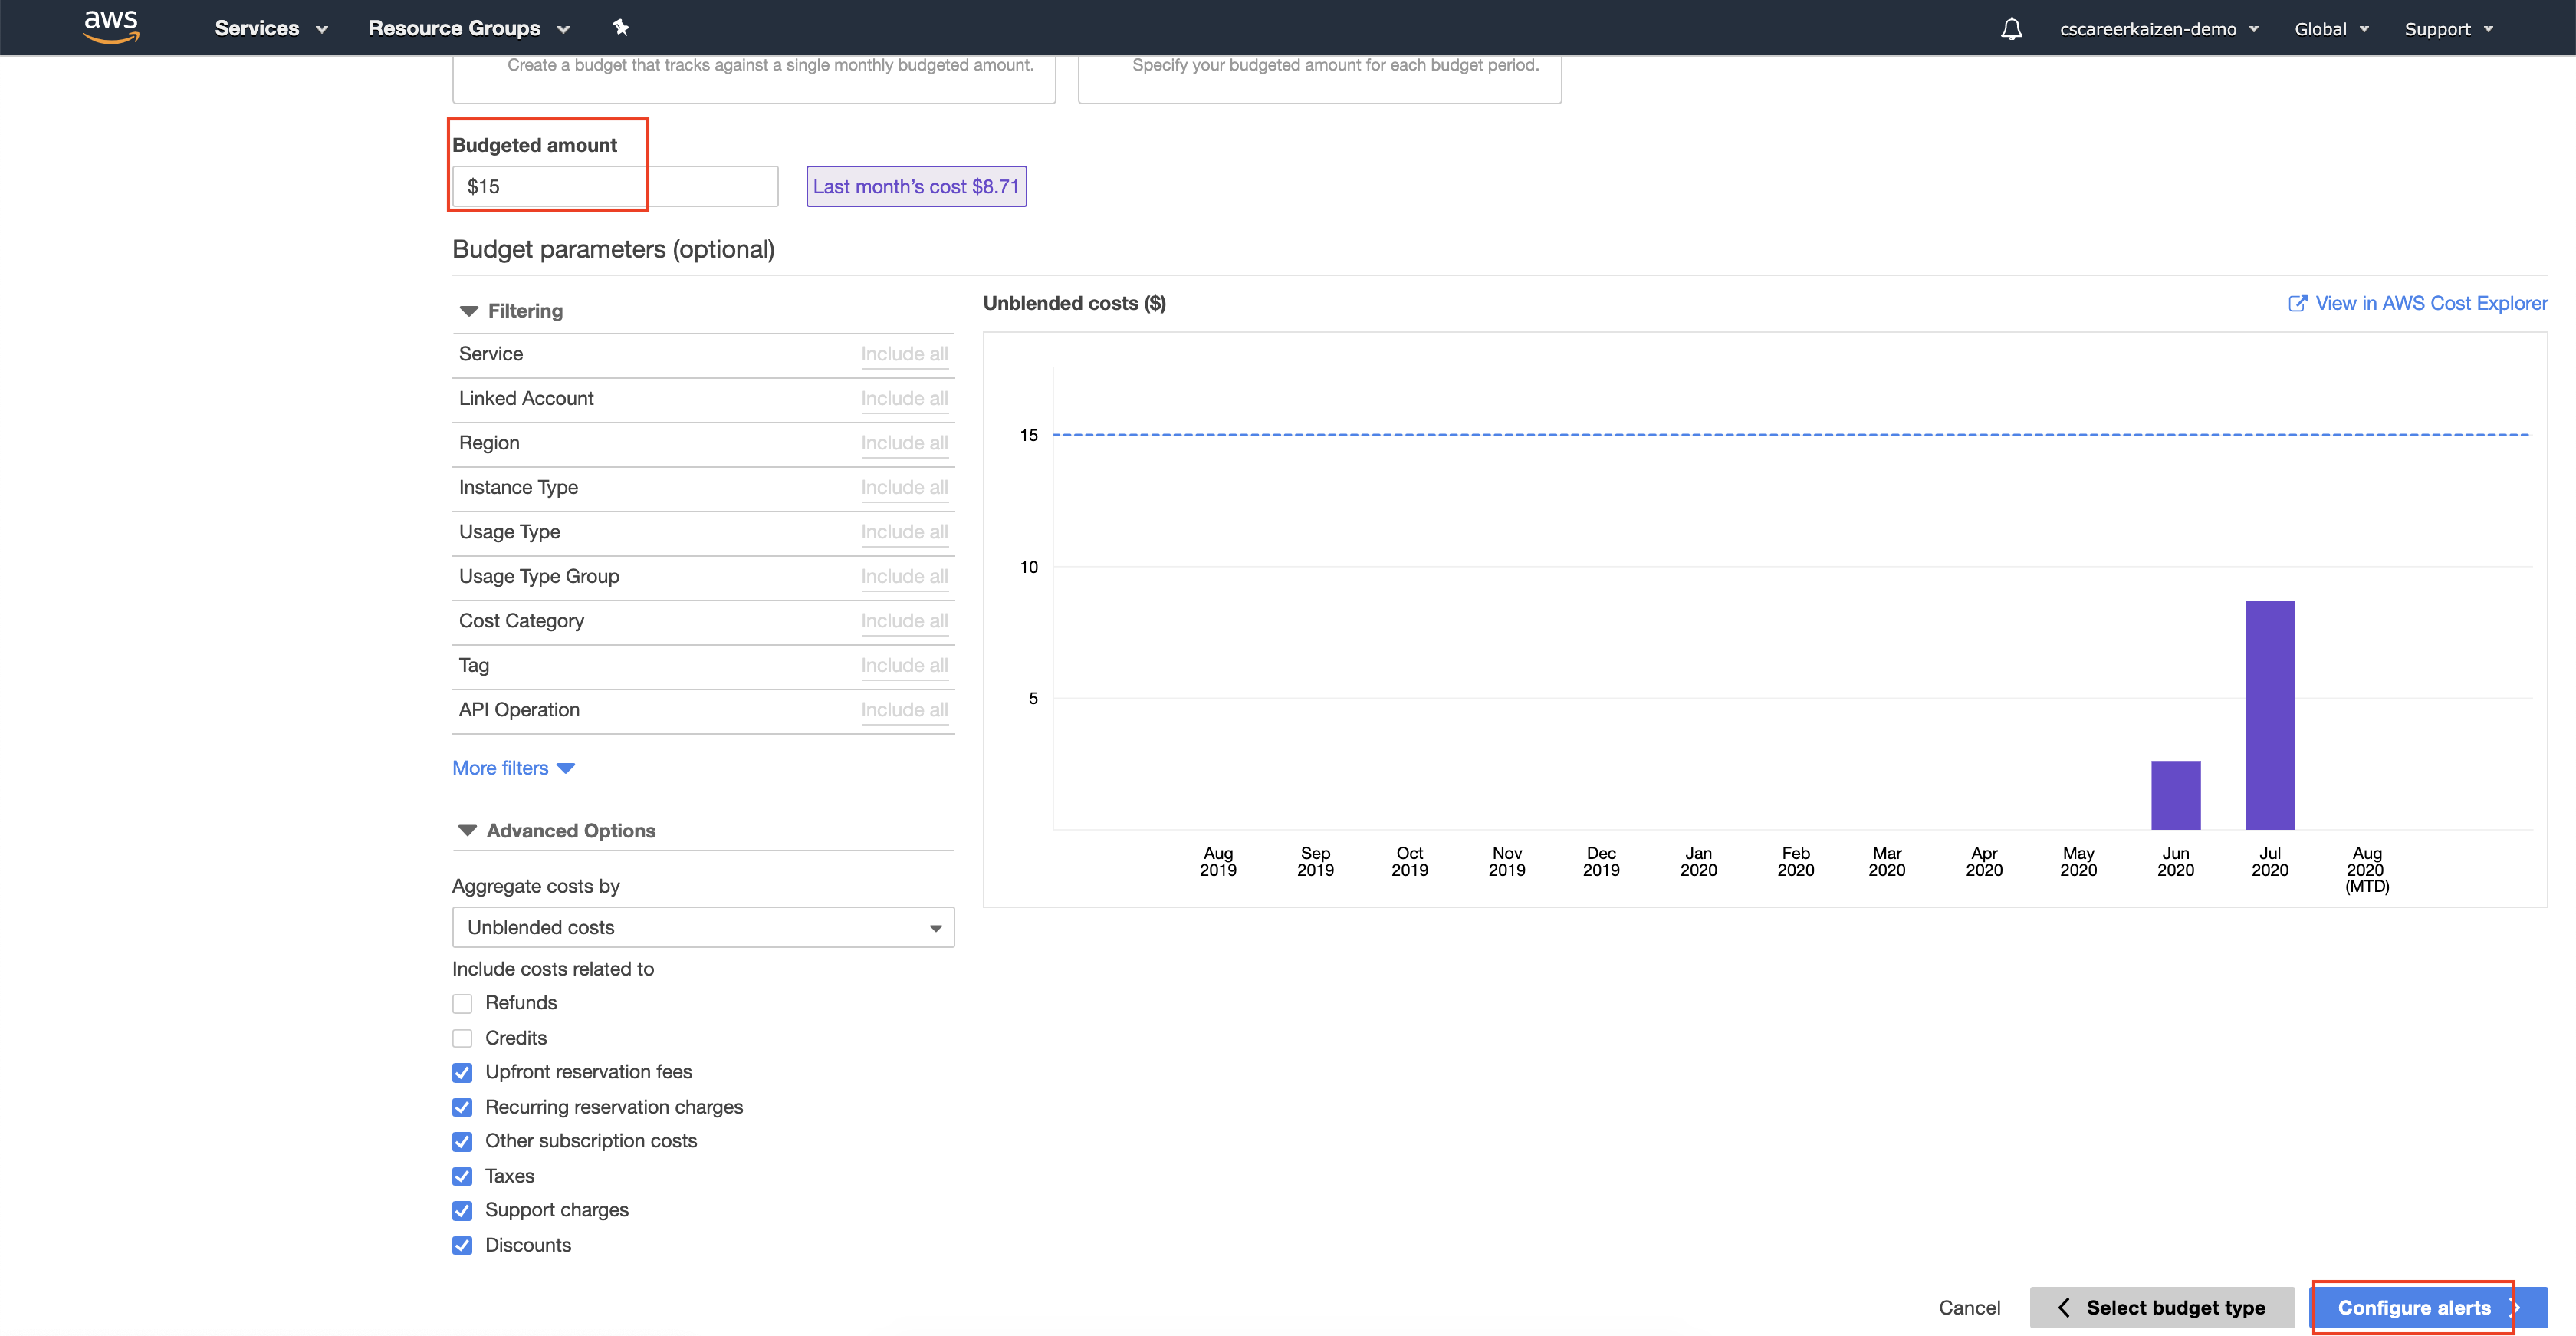 aws Services Resource Groups cscareerkaizen-demo Global Support
Create a budget that tracks against a single monthly budgeted amount. Specify your budgeted amount for each budget period.
Budgeted amount
$15 Last month's cost $8.71
Budget parameters (optional)
Filtering
Service Include all
Linked Account Include all
Region Include all
Instance Type Include all
Usage Type Include all
Usage Type Group Include all
Cost Category Include all
Tag Include all
API Operation Include all
More filters
Advanced Options
Aggregate costs by
Unblended costs
Include costs related to
Refunds
Credits
Upfront reservation fees
Recurring reservation charges
Other subscription costs
Taxes
Support charges
Discounts
Unblended costs ($) View in AWS Cost Explorer
15
10
5
Aug Sep Oct Nov Dec Jan Feb Mar Apr May Jun Jul Aug
2019 2019 2019 2019 2019 2020 2020 2020 2020 2020 2020 2020 2020
(MTD)
Cancel Select budget type Configure alerts